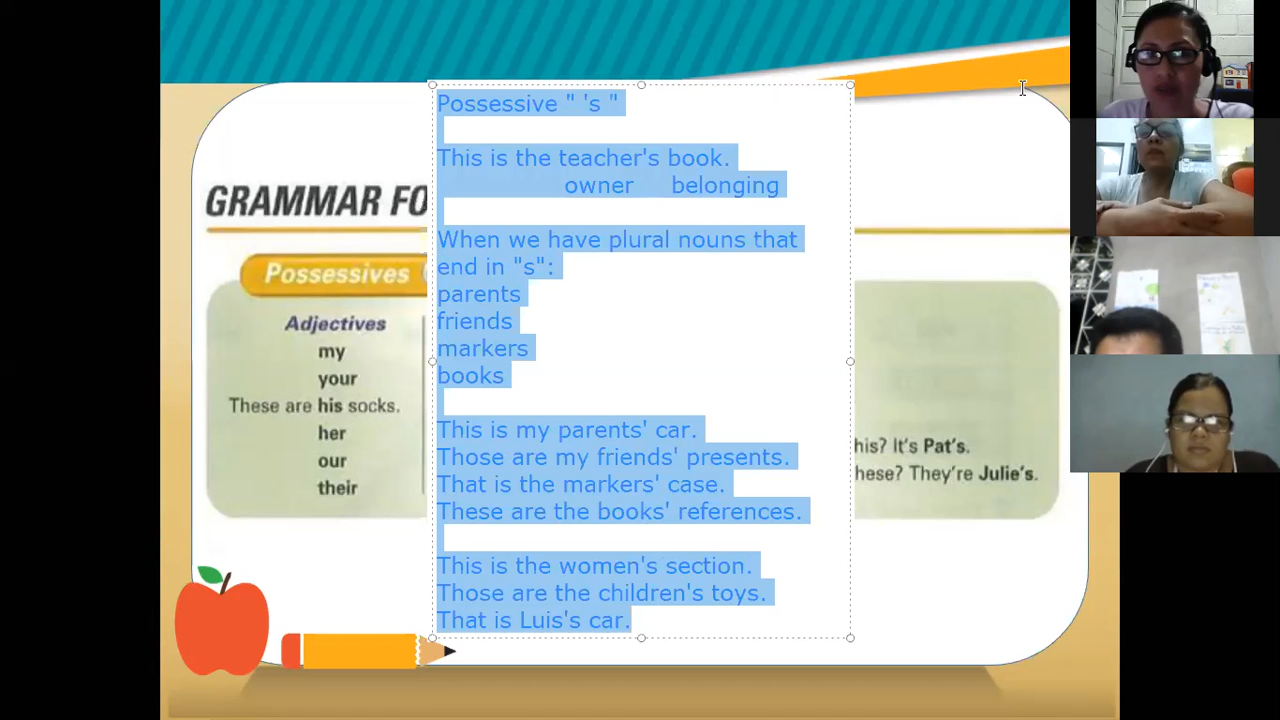 Possessive " 's "
This is the teacher's book.
owner belonging
When we have plural nouns that
end in "s":
parents
friends
markers
books
This is my parents' car.
Those are my friends' presents.
That is the markers' case.
These are the books' references.
This is the women's section.
Those are the children's toys.
That is Luis's car.
GRAMMAR FO
Possessives
Adjectives
my
your
These are his socks.
her
our
their
his? It's Pat's.
hese? They're Julie's.